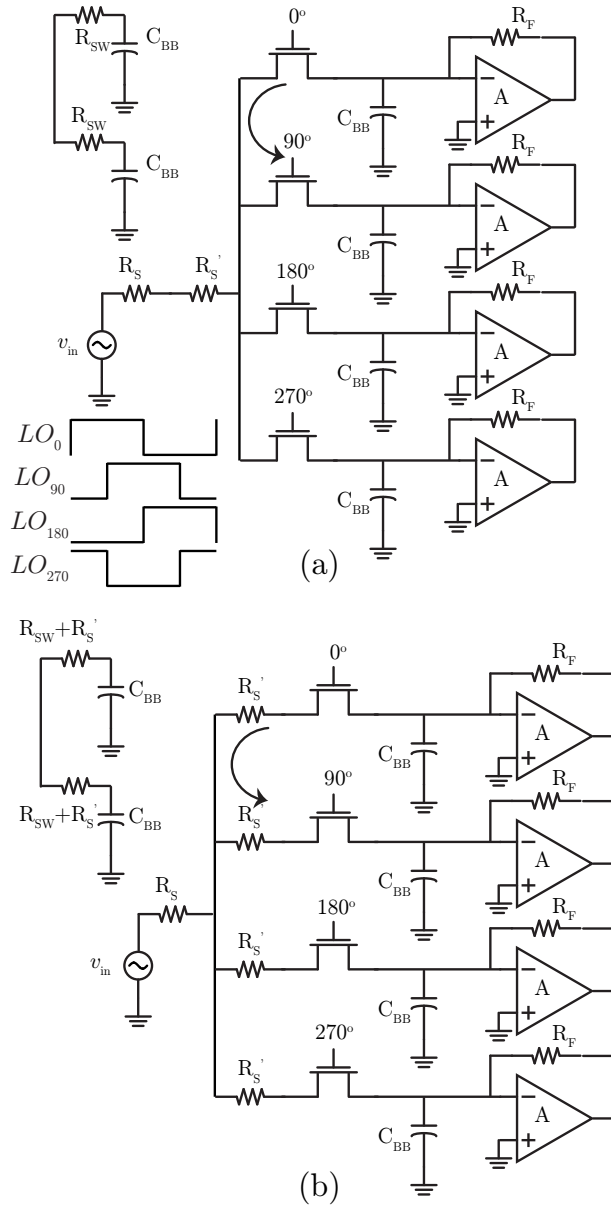 0°
R_F
R_SW
C_BB
A
C_BB
R_SW
C_BB
90°
R_F
A
C_BB
R_S
R_S'
180°
R_F
A
C_BB
v_in
270°
R_F
A
C_BB
LO_0
LO_90
LO_180
LO_270
(a)
R_SW+R_S'
C_BB
R_SW+R_S'
C_BB
0°
R_S'
R_F
A
C_BB
90°
R_S'
R_F
A
C_BB
R_S
v_in
180°
R_S'
R_F
A
C_BB
270°
R_S'
R_F
A
C_BB
(b)